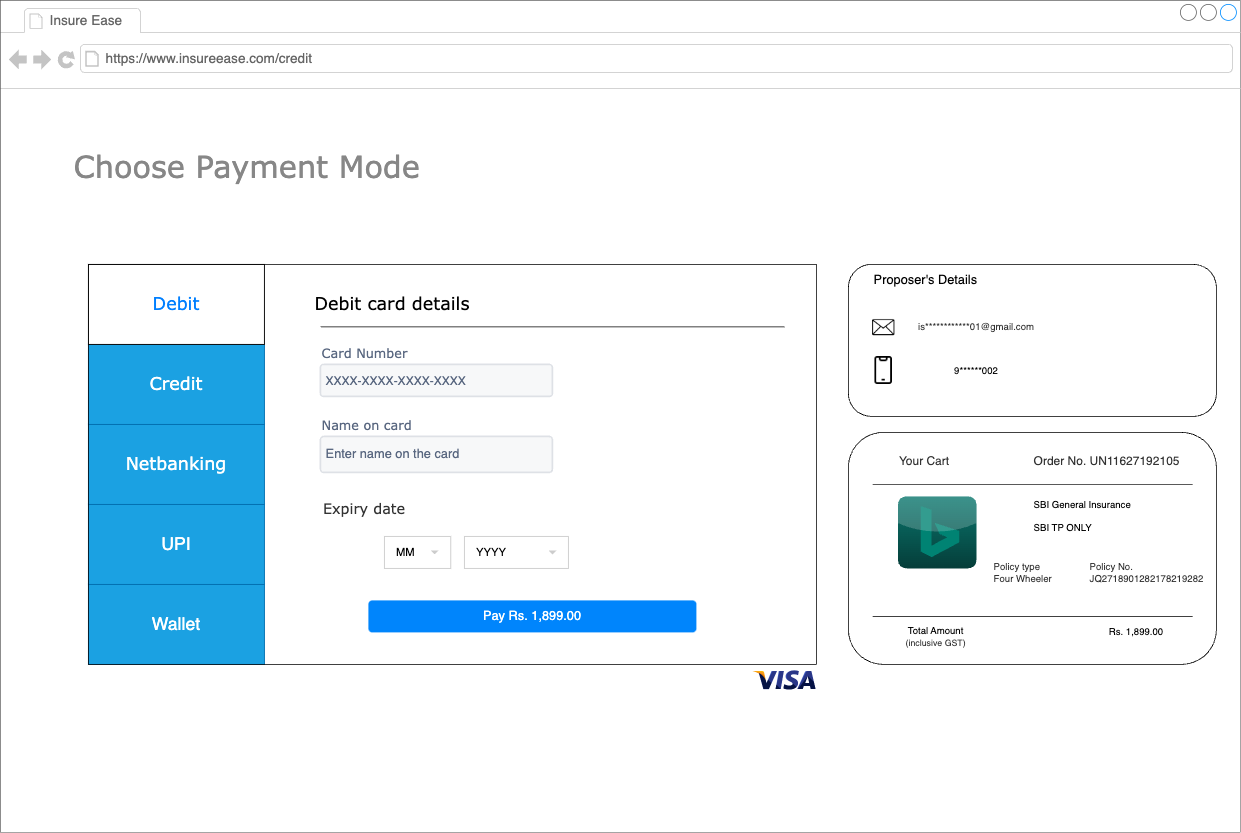 Insure Ease
https://www.insureease.com/credit
Choose Payment Mode
Debit
Credit
Netbanking
UPI
Wallet
Debit card details
Card Number
XXXX-XXXX-XXXX-XXXX
Name on card
Enter name on the card
Expiry date
MM YYYY
Pay Rs. 1,899.00
VISA
Proposer's Details
is************01@gmail.com
9******002
Your Cart Order No. UN11627192105
SBI General Insurance
SBI TP ONLY
Policy type Policy No.
Four Wheeler JQ2718901282178219282
Total Amount Rs. 1,899.00
(inclusive GST)